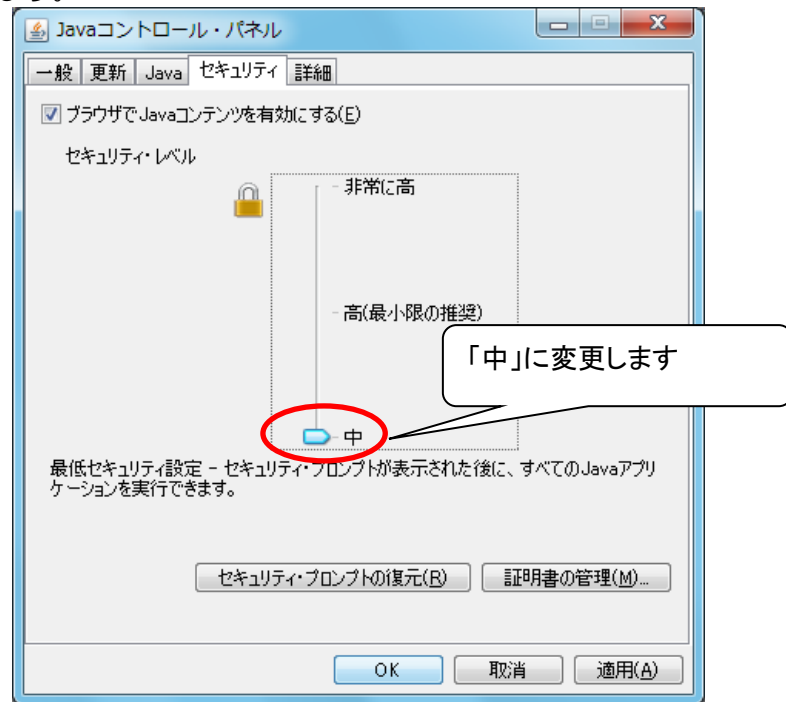 ます。
Javaコントロール・パネル
一般 更新 Java セキュリティ 詳細
ブラウザでJavaコンテンツを有効にする(E)
セキュリティ・レベル
非常に高
高(最小限の推奨)
「中」に変更します
中
最低セキュリティ設定 - セキュリティ・プロンプトが表示された後に、すべてのJavaアプリ
ケーションを実行できます。
セキュリティ・プロンプトの復元(R) 証明書の管理(M)...
OK 取消 適用(A)